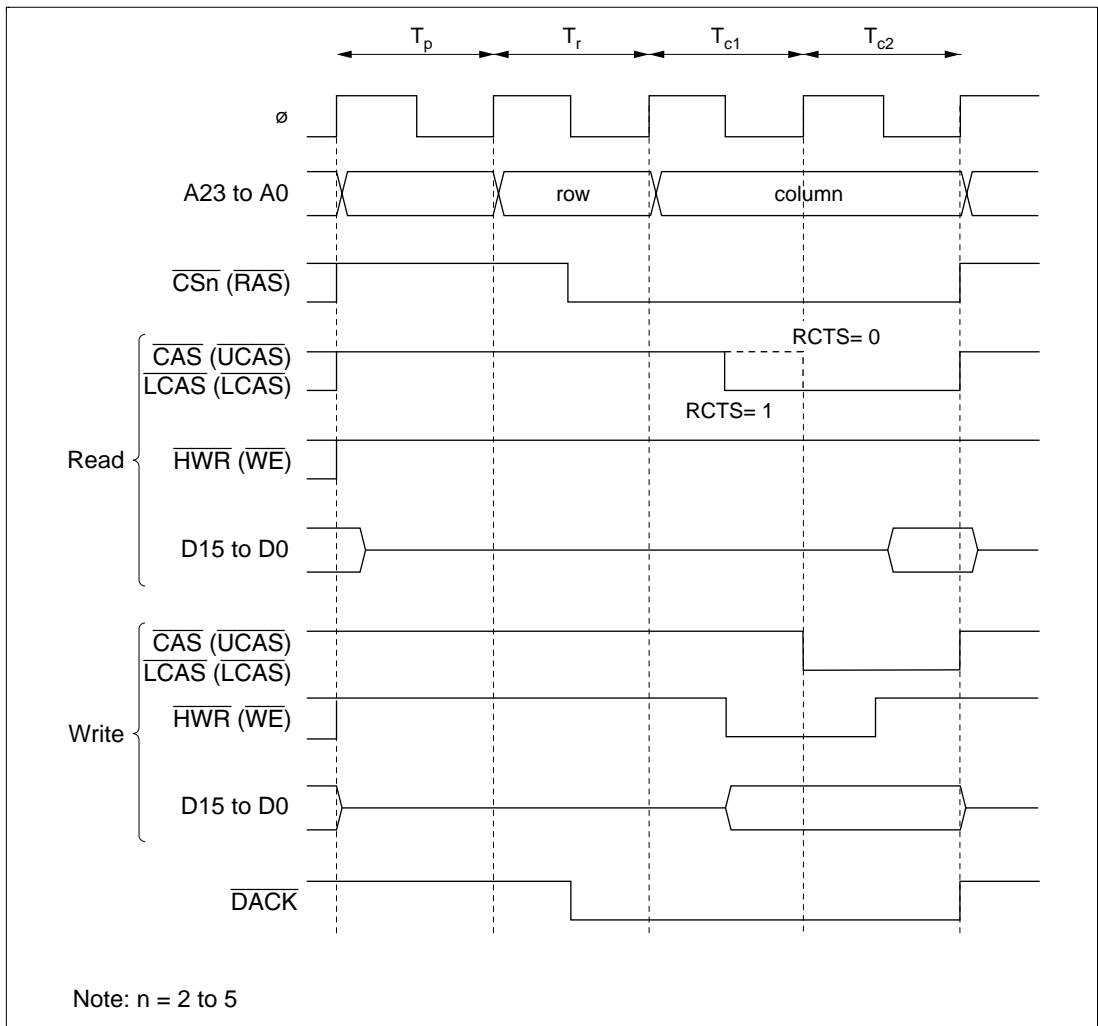 Tp Tr Tc1 Tc2
ø
A23 to A0 row column
CSn (RAS)
RCTS= 0
CAS (UCAS)
LCAS (LCAS)
RCTS= 1
Read HWR (WE)
D15 to D0
CAS (UCAS)
LCAS (LCAS)
HWR (WE)
Write
D15 to D0
DACK
Note: n = 2 to 5